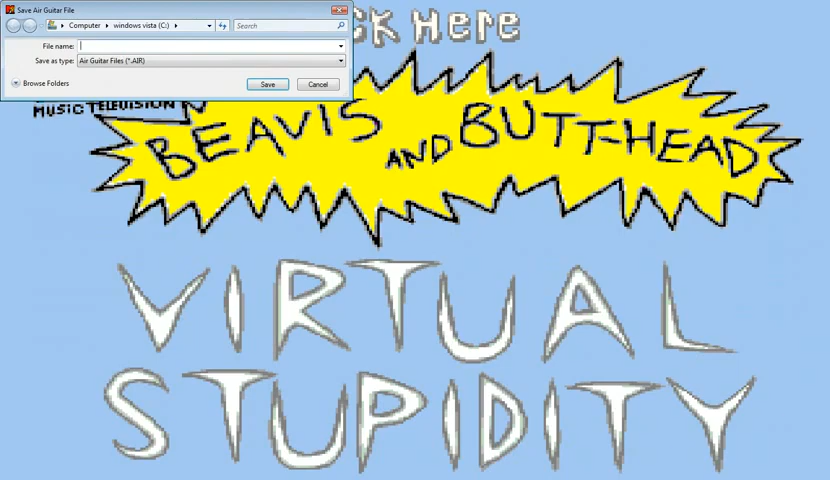 Save Air Guitar File
Computer ▸ windows vista (C:) ▸
Search
File name:
Save as type: Air Guitar Files (*.AIR)
Browse Folders
Save
Cancel
Here
MUSIC TELEVISION
BEAVIS AND BUTT-HEAD
VIRTUAL
STUPIDITY